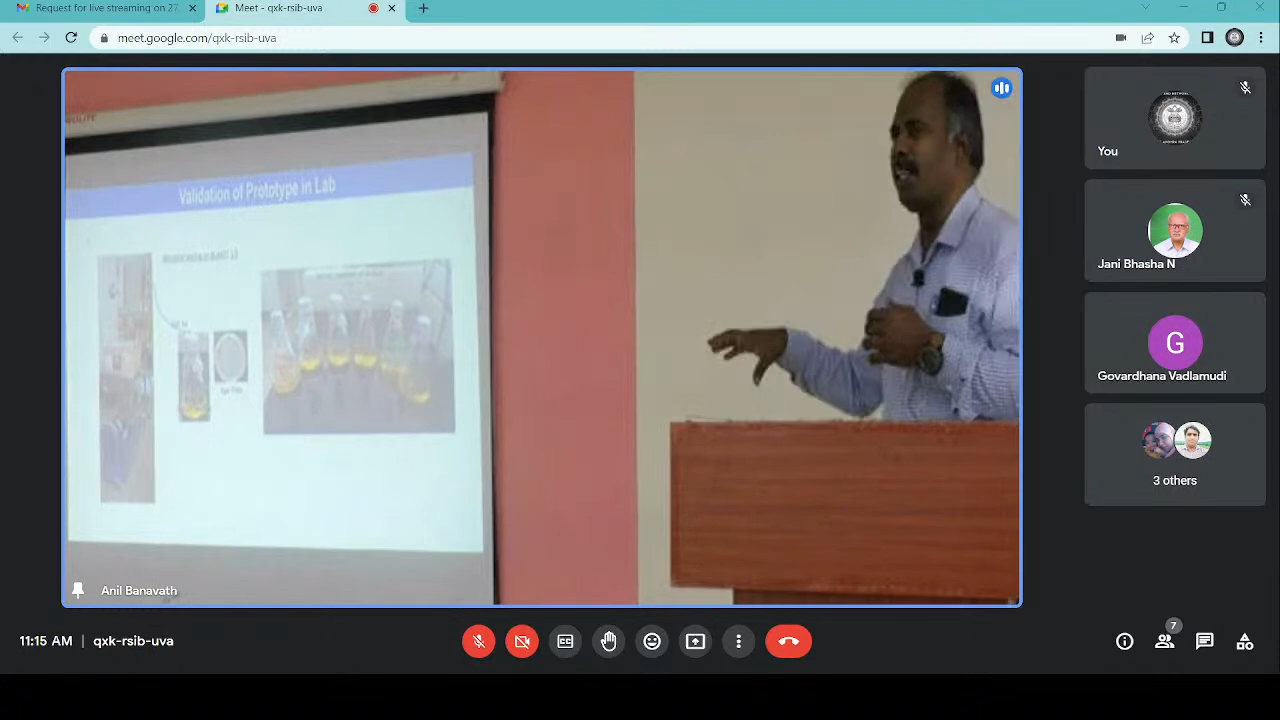 Request for live streaming on 27
Meet - qxk-rsib-uva
meet.google.com/qxk-rsib-uva
Validation of Prototype in Lab
Anil Banavath
You
Jani Bhasha N
G
Govardhana Vadlamudi
3 others
11:15 AM | qxk-rsib-uva
7